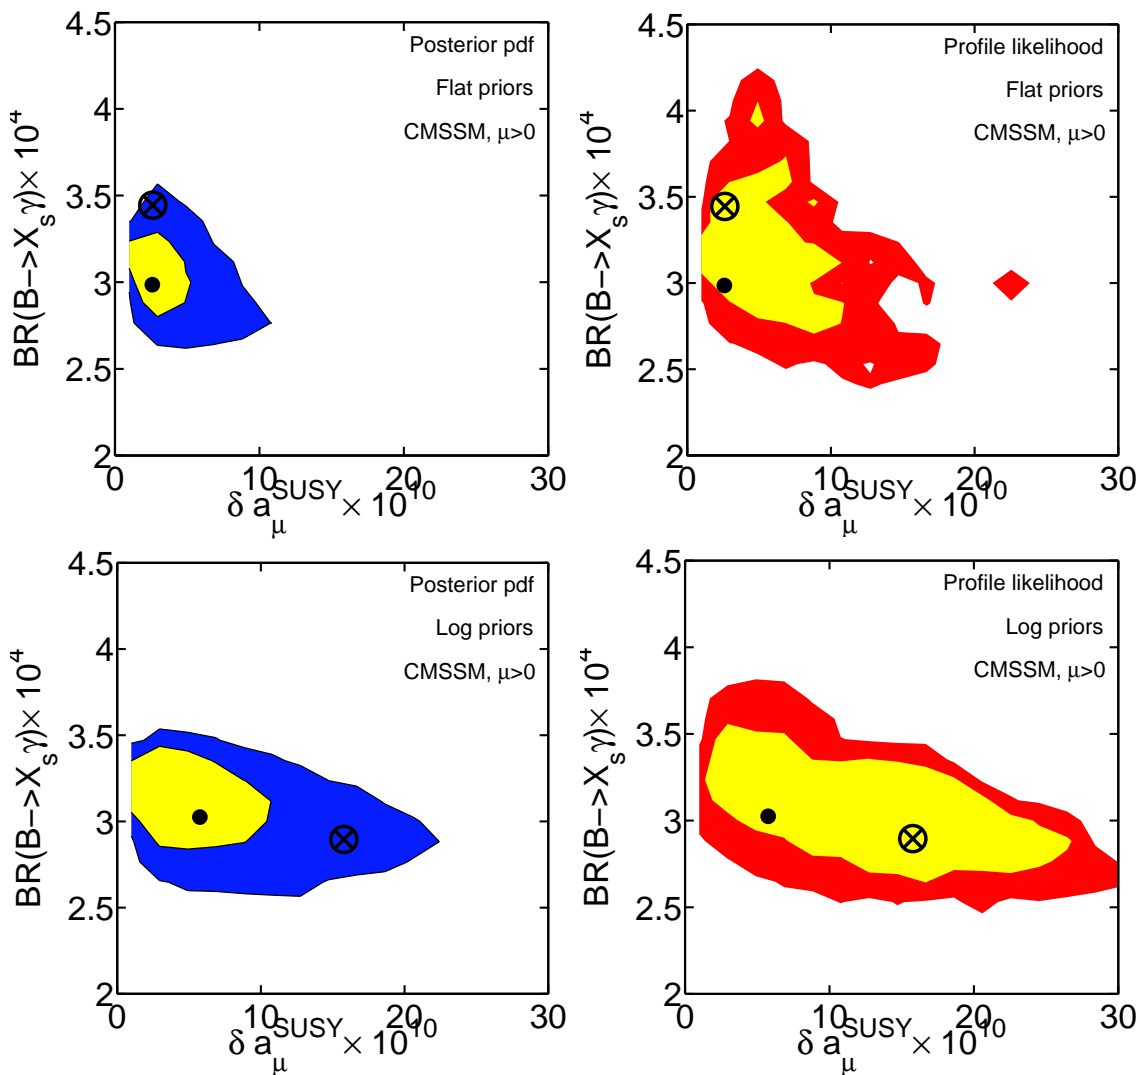 4.5
4
3.5
3
2.5
2
0
10
20
30
BR(B−>X_s γ)× 10^4
δ a_μ^SUSY × 10^10
Posterior pdf
Flat priors
CMSSM, μ>0
4.5
4
3.5
3
2.5
2
0
10
20
30
BR(B−>X_s γ)× 10^4
δ a_μ^SUSY × 10^10
Profile likelihood
Flat priors
CMSSM, μ>0
4.5
4
3.5
3
2.5
2
0
10
20
30
BR(B−>X_s γ)× 10^4
δ a_μ^SUSY × 10^10
Posterior pdf
Log priors
CMSSM, μ>0
4.5
4
3.5
3
2.5
2
0
10
20
30
BR(B−>X_s γ)× 10^4
δ a_μ^SUSY × 10^10
Profile likelihood
Log priors
CMSSM, μ>0